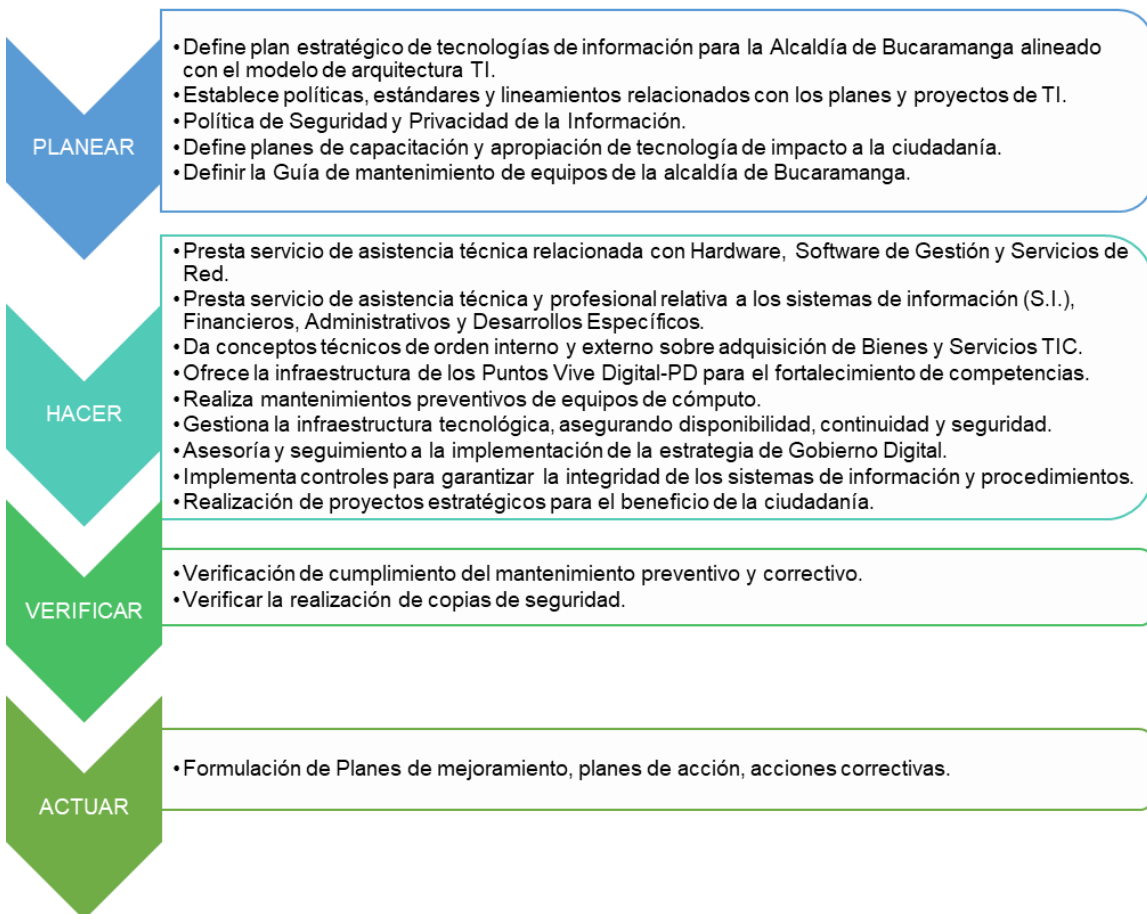 PLANEAR
•Define plan estratégico de tecnologías de información para la Alcaldía de Bucaramanga alineado
con el modelo de arquitectura TI.
•Establece políticas, estándares y lineamientos relacionados con los planes y proyectos de TI.
•Política de Seguridad y Privacidad de la Información.
•Define planes de capacitación y apropiación de tecnología de impacto a la ciudadanía.
•Definir la Guía de mantenimiento de equipos de la alcaldía de Bucaramanga.
HACER
•Presta servicio de asistencia técnica relacionada con Hardware, Software de Gestión y Servicios de
Red.
•Presta servicio de asistencia técnica y profesional relativa a los sistemas de información (S.I.),
Financieros, Administrativos y Desarrollos Específicos.
•Da conceptos técnicos de orden interno y externo sobre adquisición de Bienes y Servicios TIC.
•Ofrece la infraestructura de los Puntos Vive Digital-PD para el fortalecimiento de competencias.
•Realiza mantenimientos preventivos de equipos de cómputo.
•Gestiona la infraestructura tecnológica, asegurando disponibilidad, continuidad y seguridad.
•Asesoría y seguimiento a la implementación de la estrategia de Gobierno Digital.
•Implementa controles para garantizar la integridad de los sistemas de información y procedimientos.
•Realización de proyectos estratégicos para el beneficio de la ciudadanía.
VERIFICAR
•Verificación de cumplimiento del mantenimiento preventivo y correctivo.
•Verificar la realización de copias de seguridad.
ACTUAR
•Formulación de Planes de mejoramiento, planes de acción, acciones correctivas.